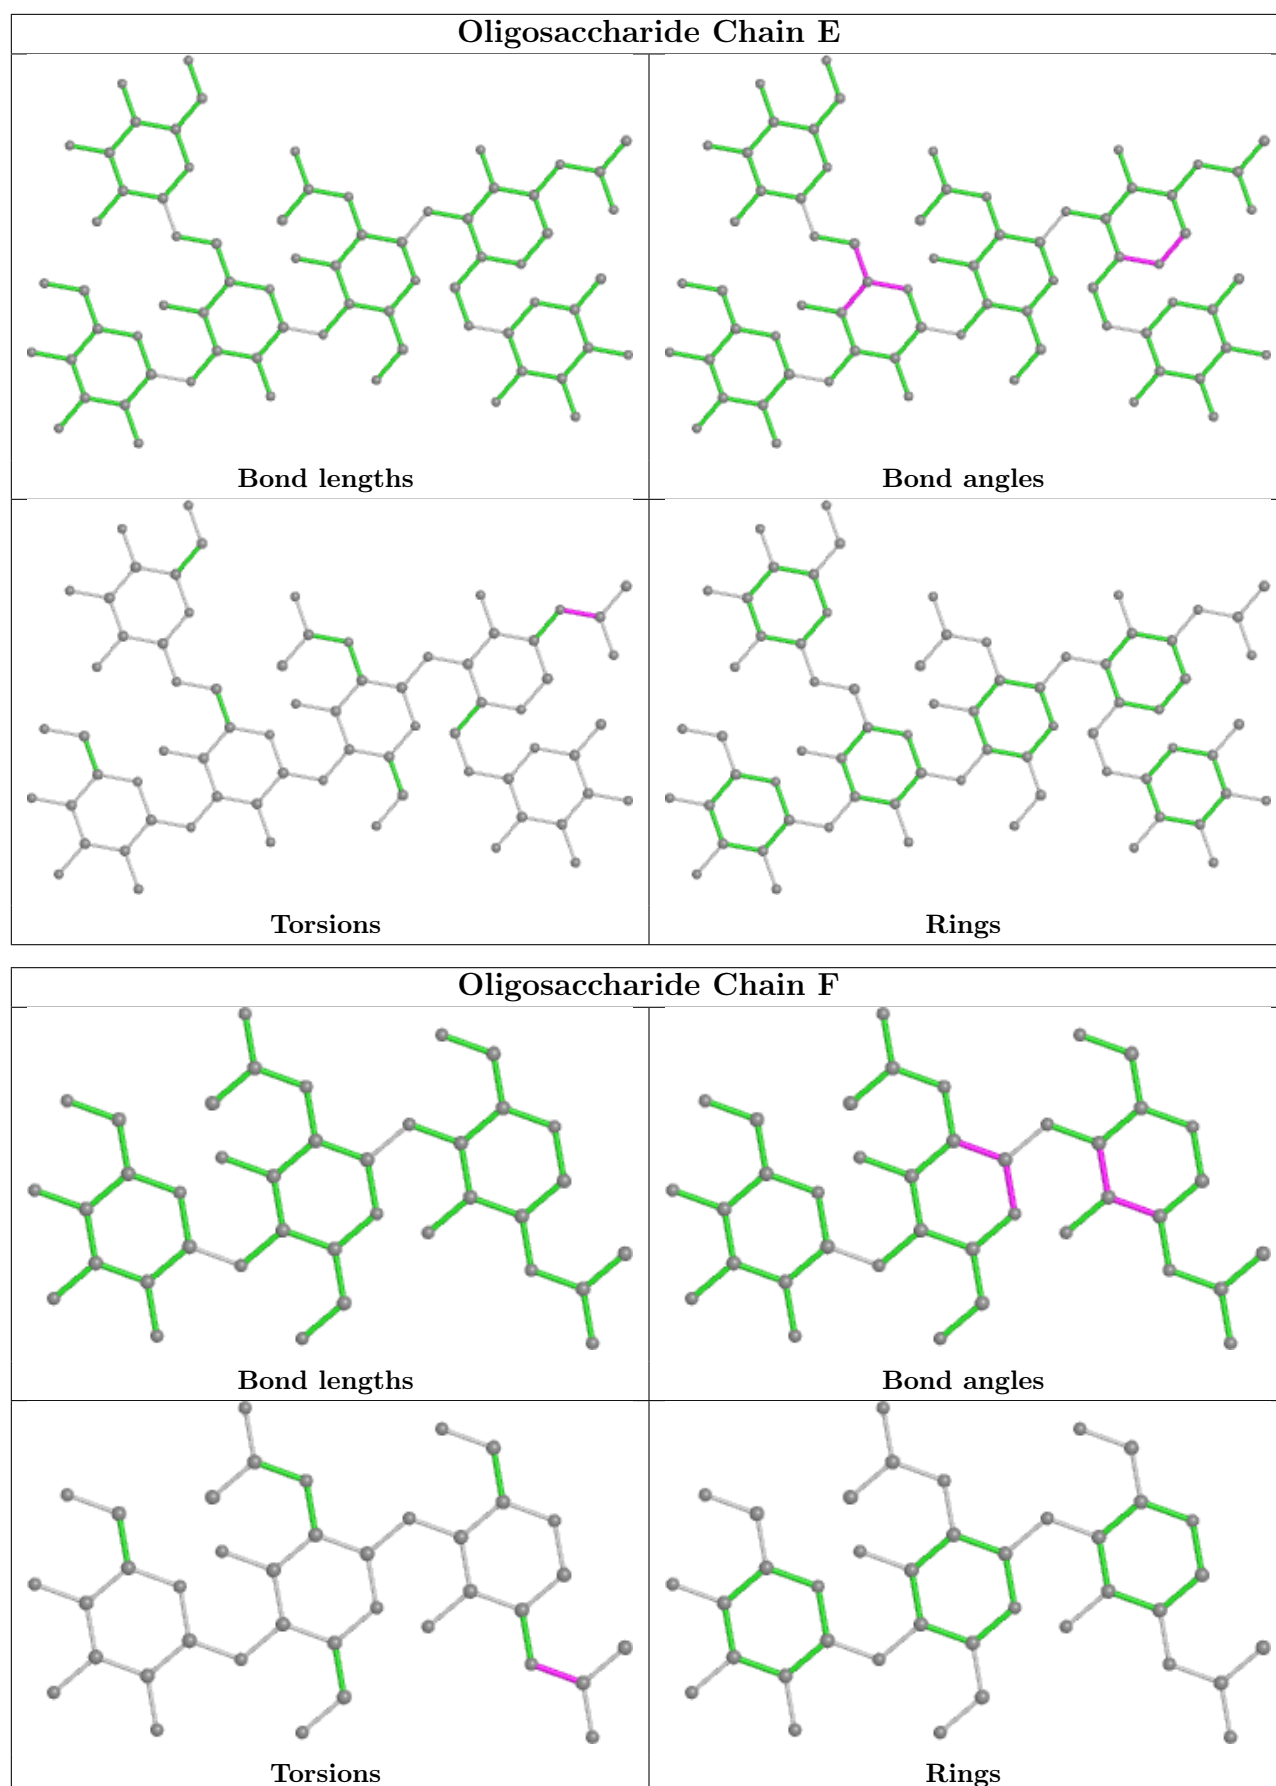 Oligosaccharide Chain E
Bond lengths
Bond angles
Torsions
Rings
Oligosaccharide Chain F
Bond lengths
Bond angles
Torsions
Rings